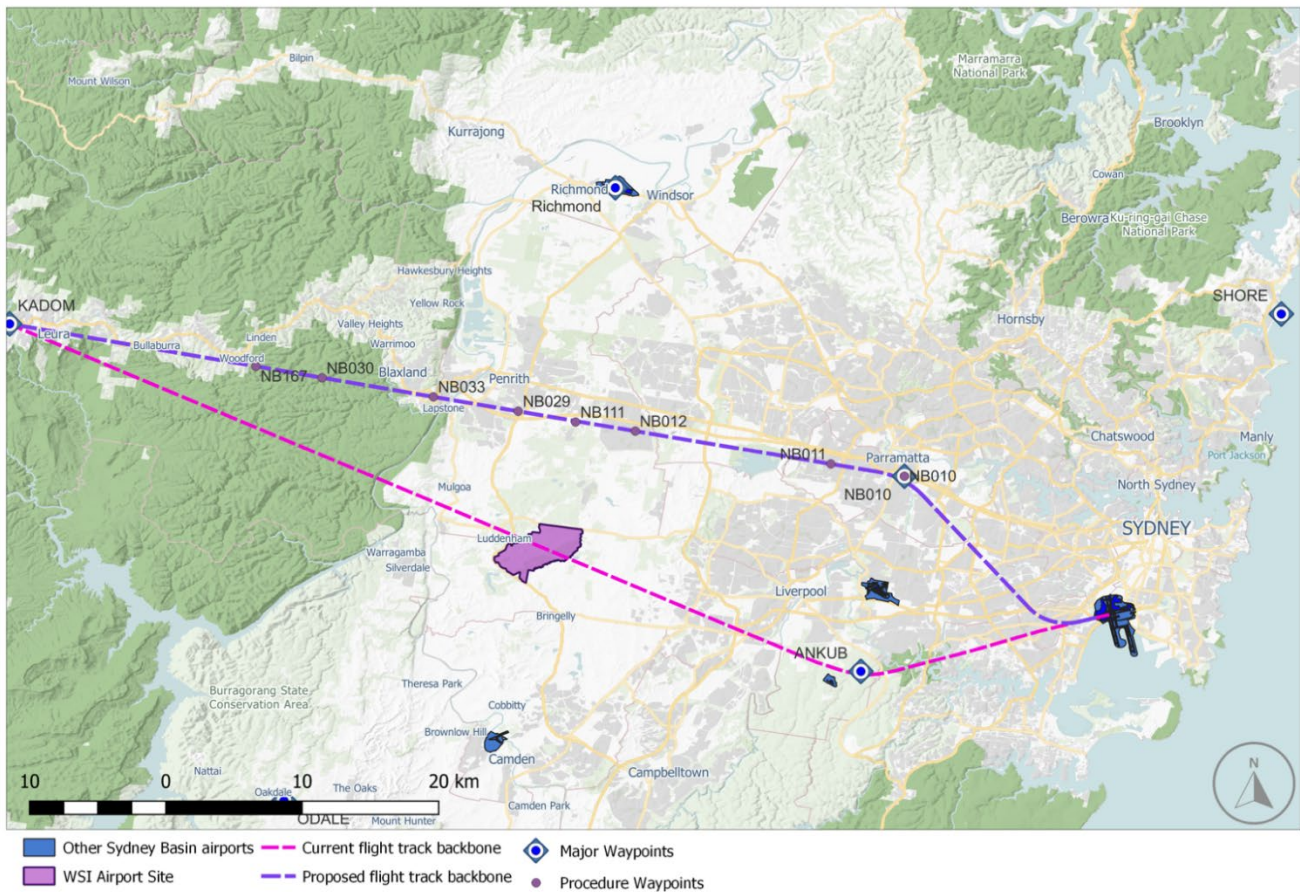 Bilpin
Mount Wilson
Marramarra
National Park
Brooklyn
Kurrajong
Cowan
Richmond
Windsor
Richmond
Berowra
Ku-ring-gai Chase
National Park
Hawkesbury Heights
Yellow Rock
KADOM
SHORE
Leura
Linden
Valley Heights
Hornsby
Bullaburra
Warrimoo
Woodford
NB167
NB030
Blaxland
Penrith
NB033
Lapstone
NB029
NB111
NB012
Chatswood
Manly
Port Jackson
NB011
Parramatta
NB010
NB010
North Sydney
Mulgoa
SYDNEY
Luddenham
Warragamba
Silverdale
Liverpool
Bringelly
ANKUB
Theresa Park
Burragorang State
Conservation Area
Cobbitty
Brownlow Hill
Camden
Campbelltown
Nattai
Oakdale
The Oaks
Camden Park
ODALE
Mount Hunter
10 0 10 20 km
N
Other Sydney Basin airports
Current flight track backbone
Major Waypoints
WSI Airport Site
Proposed flight track backbone
Procedure Waypoints